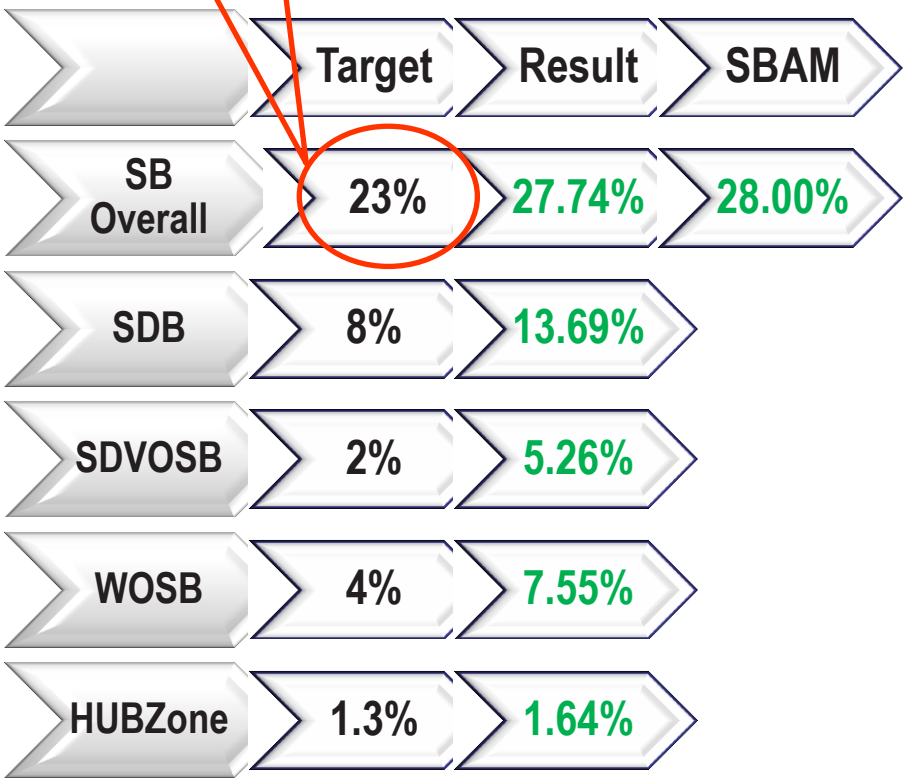 Target Result SBAM
SB
Overall
23% 27.74% 28.00%
SDB 8% 13.69%
SDVOSB 2% 5.26%
WOSB 4% 7.55%
HUBZone 1.3% 1.64%